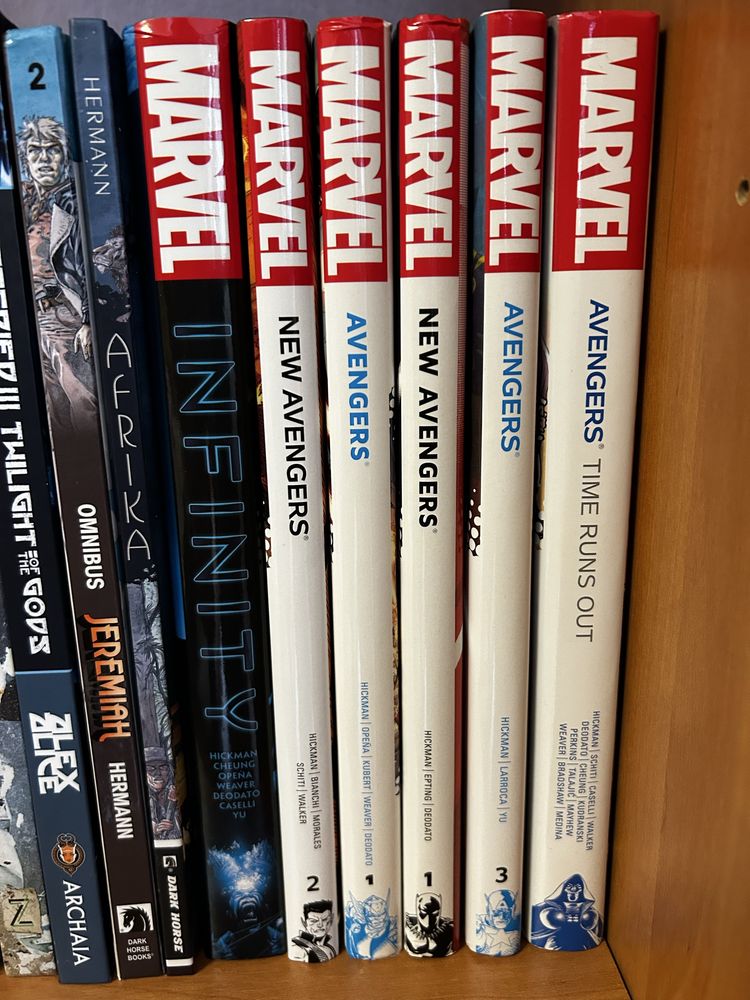 III TWILIGHT
OF THE
GODS
ALEX
ALICE
ARCHAIA
Z
2
OMNIBUS
JEREMIAH
HERMANN
DARK
HORSE
BOOKS®
HERMANN
AFRIKA
DARK HORSE
MARVEL
INFINITY
HICKMAN
CHEUNG
OPEÑA
WEAVER
DEODATO
CASELLI
YU
MARVEL
NEW AVENGERS®
HICKMAN | BIANCHI | MORALES
SCHITI | WALKER
2
MARVEL
AVENGERS®
HICKMAN | OPEÑA | KUBERT | WEAVER | DEODATO
1
MARVEL
NEW AVENGERS®
HICKMAN | EPTING | DEODATO
1
MARVEL
AVENGERS®
HICKMAN | LARROCA | YU
3
MARVEL
AVENGERS® TIME RUNS OUT
HICKMAN | SCHITI | CASELLI | WALKER
DEODATO | CHEUNG | KUDRANSKI
PERKINS | TALAJIĆ | MAYHEW
WEAVER | BRADSHAW | MEDINA